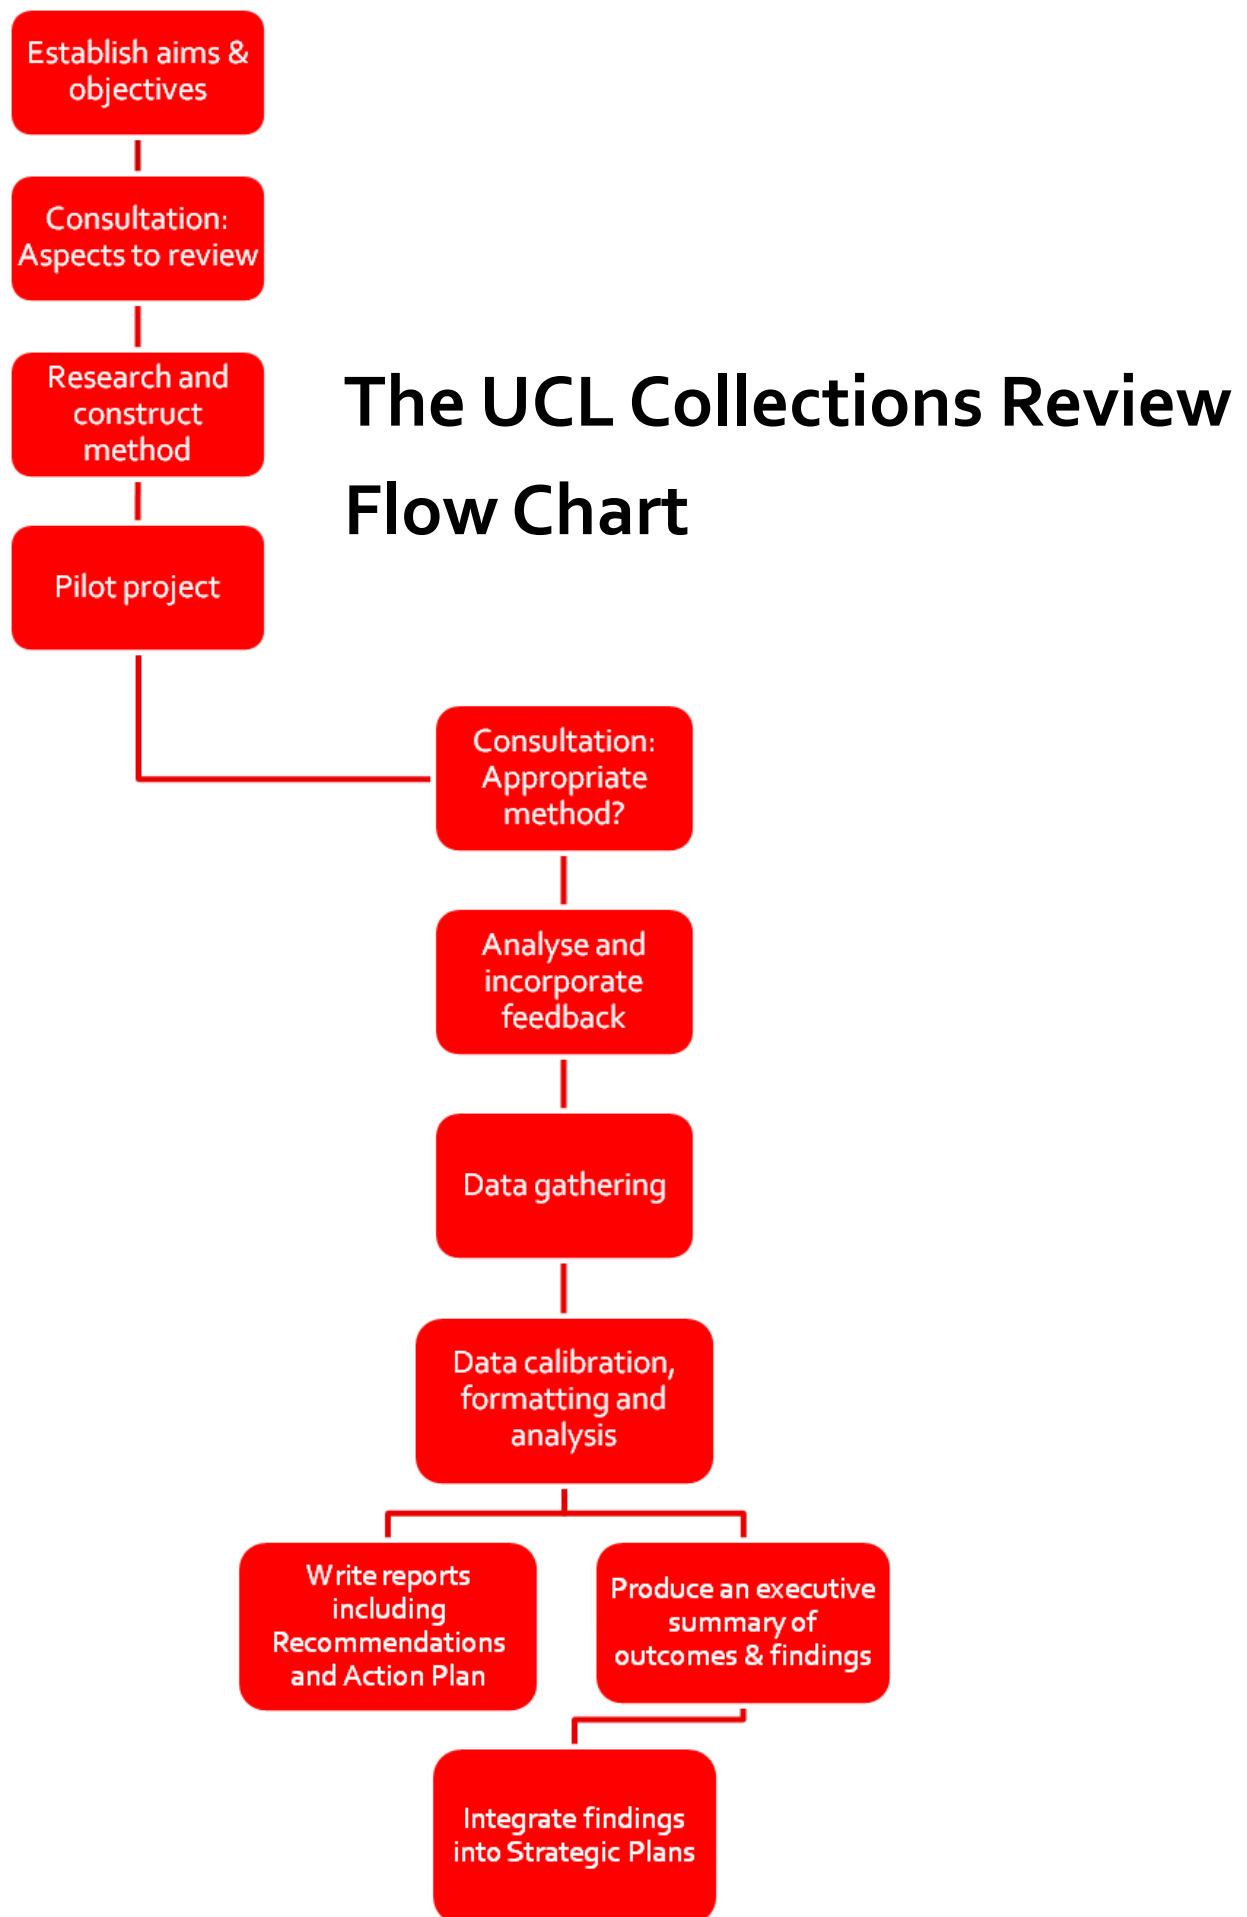 Establish aims &
objectives
Consultation:
Aspects to review
Research and
construct
method
The UCL Collections Review
Flow Chart
Pilot project
Consultation:
Appropriate
method?
Analyse and
incorporate
feedback
Data gathering
Data calibration,
formatting and
analysis
Write reports
including
Recommendations
and Action Plan
Produce an executive
summary of
outcomes & findings
Integrate findings
into Strategic Plans